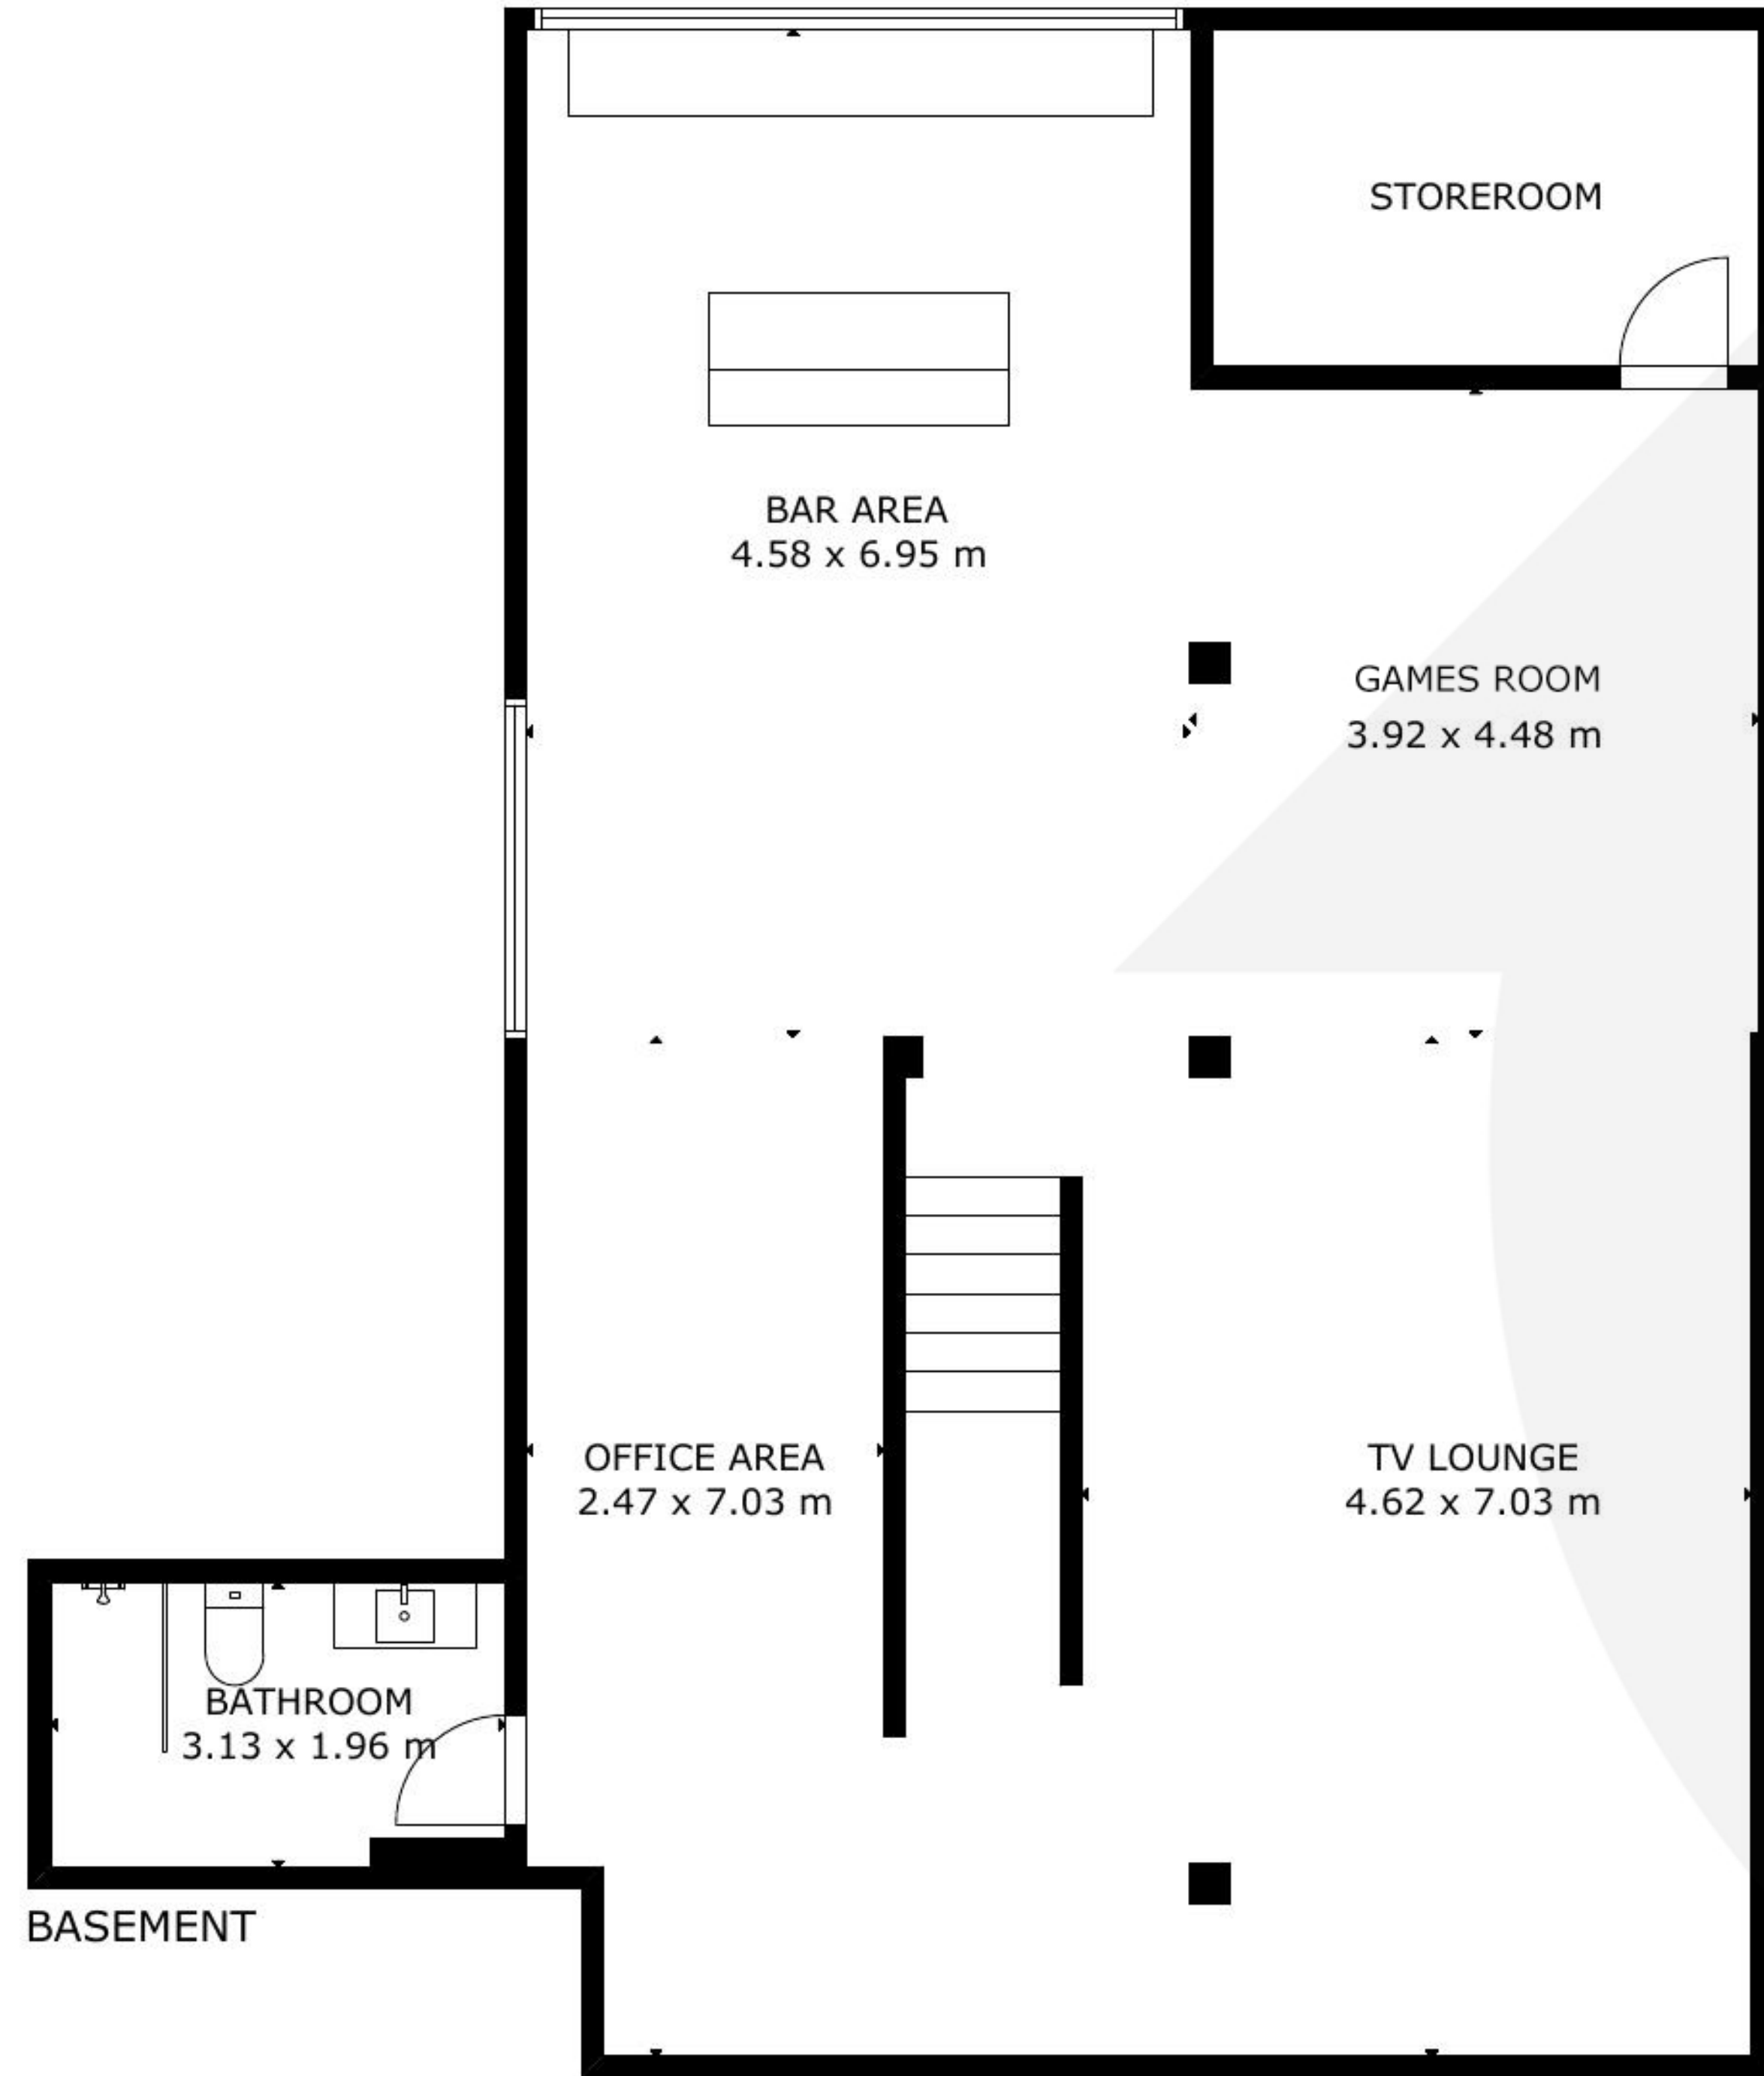 STOREROOM
BAR AREA
4.58 x 6.95 m
GAMES ROOM
3.92 x 4.48 m
OFFICE AREA
2.47 x 7.03 m
TV LOUNGE
4.62 x 7.03 m
BATHROOM
3.13 x 1.96 m
BASEMENT